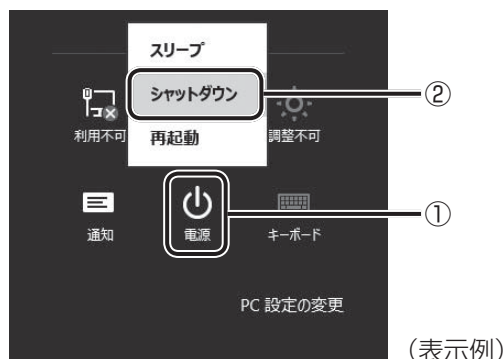 スリープ
シャットダウン
②
再起動
利用不可
調整不可
①
通知
電源
キーボード
PC 設定の変更
（表示例）